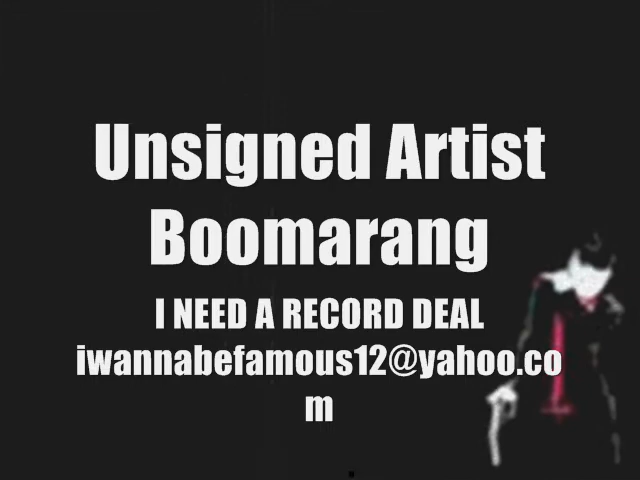 Unsigned Artist
Boomarang
I NEED A RECORD DEAL
iwannabefamous12@yahoo.co
m